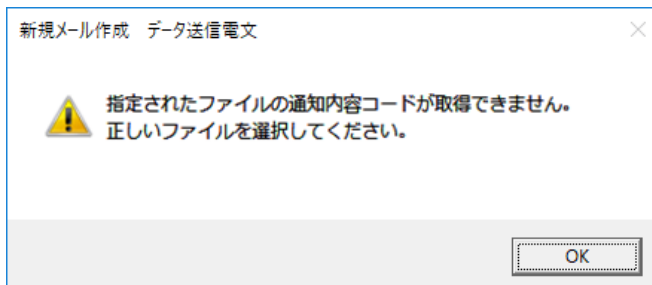 新規メール作成　データ送信電文
指定されたファイルの通知内容コードが取得できません。
正しいファイルを選択してください。
OK